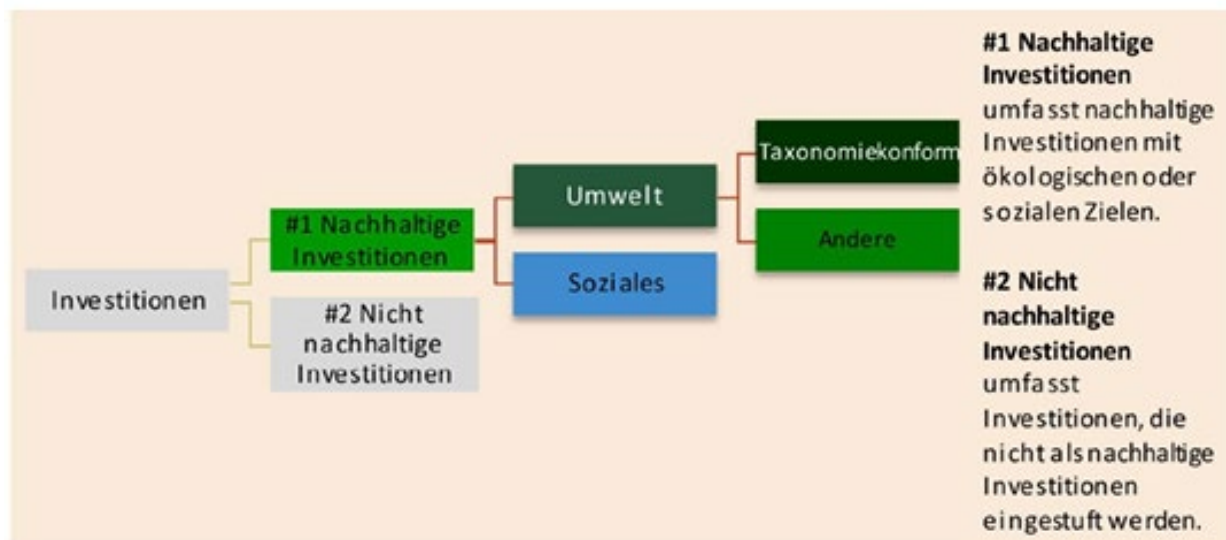 Investitionen
#1 Nachhaltige
Investitionen
#2 Nicht
nachhaltige
Investitionen
Umwelt
Soziales
Taxonomiekonform
Andere
#1 Nachhaltige
Investitionen
umfasst nachhaltige
Investitionen mit
ökologischen oder
sozialen Zielen.
#2 Nicht
nachhaltige
Investitionen
umfasst
Investitionen, die
nicht als nachhaltige
Investitionen
eingestuft werden.